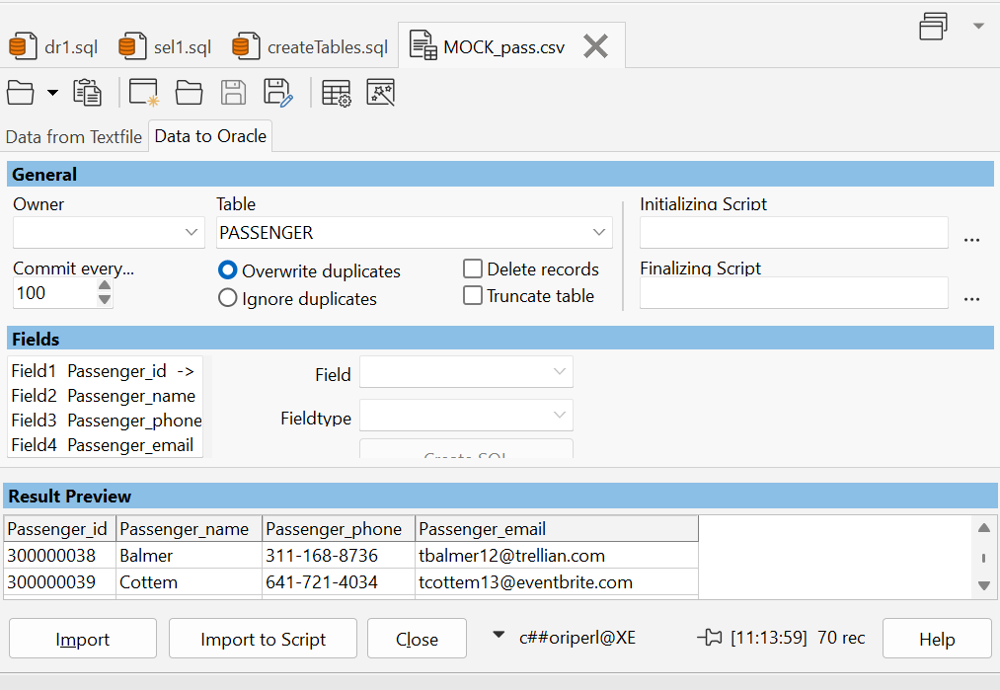 dr1.sql sel1.sql createTables.sql MOCK_pass.csv
Data from Textfile Data to Oracle
General
Owner Table Initializing Script
PASSENGER ...
Commit every... Overwrite duplicates Delete records Finalizing Script
100 Ignore duplicates Truncate table ...
Fields
Field1 Passenger_id -> Field
Field2 Passenger_name
Field3 Passenger_phone Fieldtype
Field4 Passenger_email
Create SQL
Result Preview
Passenger_id Passenger_name Passenger_phone Passenger_email
300000038 Balmer 311-168-8736 tbalmer12@trellian.com
300000039 Cottem 641-721-4034 tcottem13@eventbrite.com
Import Import to Script Close c##oriperl@XE [11:13:59] 70 rec Help